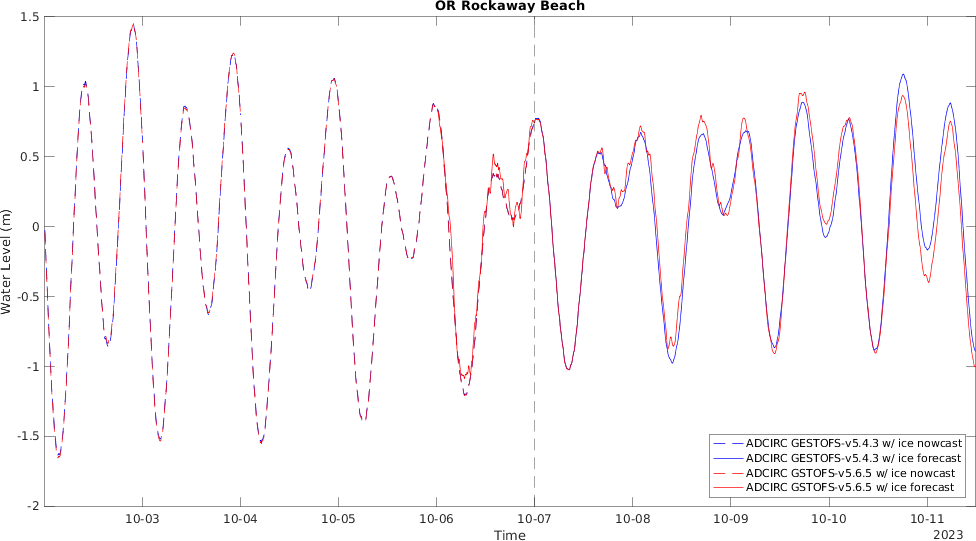 OR Rockaway Beach
1.5
1
0.5
0
-0.5
-1
-1.5
-2
Water Level (m)
10-03 10-04 10-05 10-06 10-07 10-08 10-09 10-10 10-11
Time
2023
ADCIRC GESTOFS-v5.4.3 w/ ice nowcast
ADCIRC GESTOFS-v5.4.3 w/ ice forecast
ADCIRC GSTOFS-v5.6.5 w/ ice nowcast
ADCIRC GSTOFS-v5.6.5 w/ ice forecast